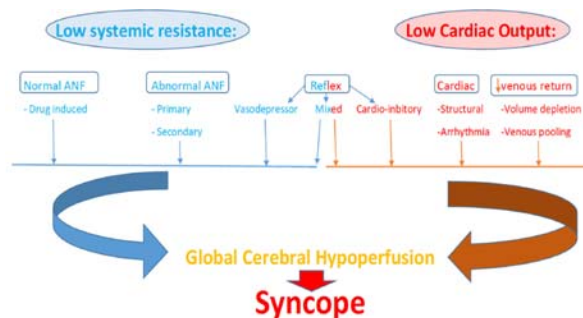 Low systemic resistance:
Low Cardiac Output:
Normal ANF
- Drug induced
Abnormal ANF
- Primary
- Secondary
Reflex
Vasodepressor
Mixed
Cardio-inbitory
Cardiac
-Structural
-Arrhythmia
↓venous return
-Volume depletion
-Venous pooling
Global Cerebral Hypoperfusion
Syncope